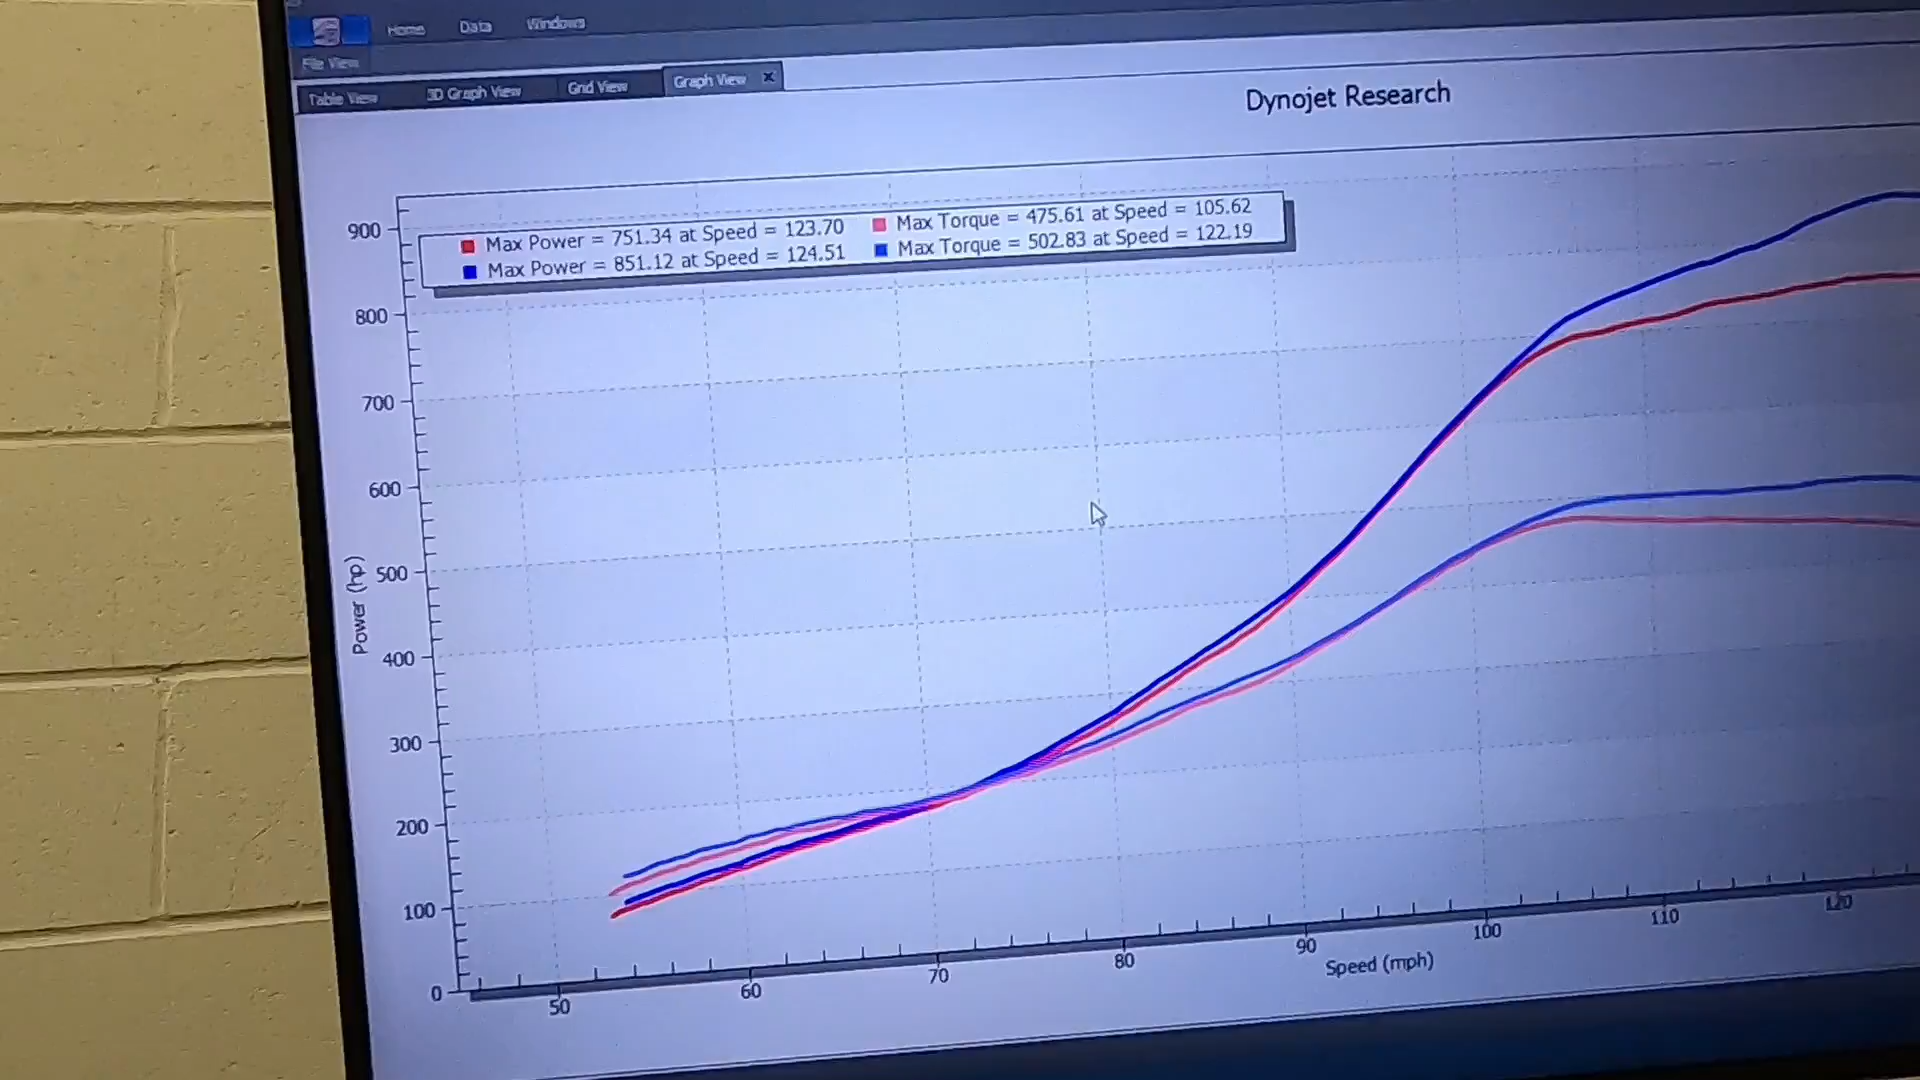 Home Data Windows
File View
Table View 3D Graph View Grid View Graph View X
Dynojet Research
Max Power = 751.34 at Speed = 123.70 Max Torque = 475.61 at Speed = 105.62
Max Power = 851.12 at Speed = 124.51 Max Torque = 502.83 at Speed = 122.19
900
800
700
600
500
400
300
200
100
0
Power (hp)
50 60 70 80 90 100 110 120
Speed (mph)